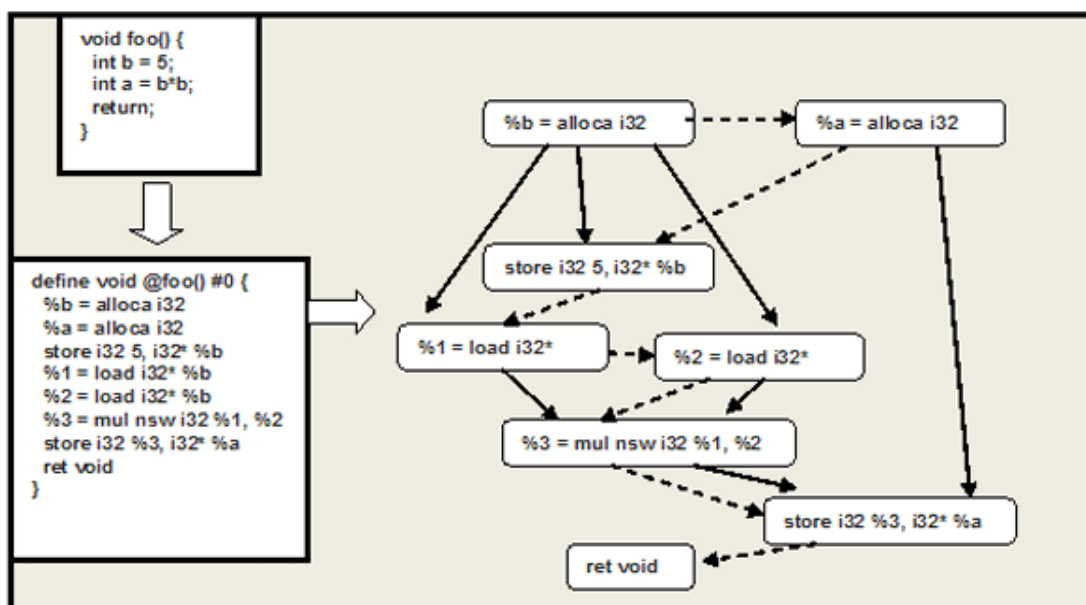 void foo() {
int b = 5;
int a = b*b;
return;
}
define void @foo() #0 {
%b = alloca i32
%a = alloca i32
store i32 5, i32* %b
%1 = load i32* %b
%2 = load i32* %b
%3 = mul nsw i32 %1, %2
store i32 %3, i32* %a
ret void
}
%b = alloca i32
%a = alloca i32
store i32 5, i32* %b
%1 = load i32*
%2 = load i32*
%3 = mul nsw i32 %1, %2
store i32 %3, i32* %a
ret void